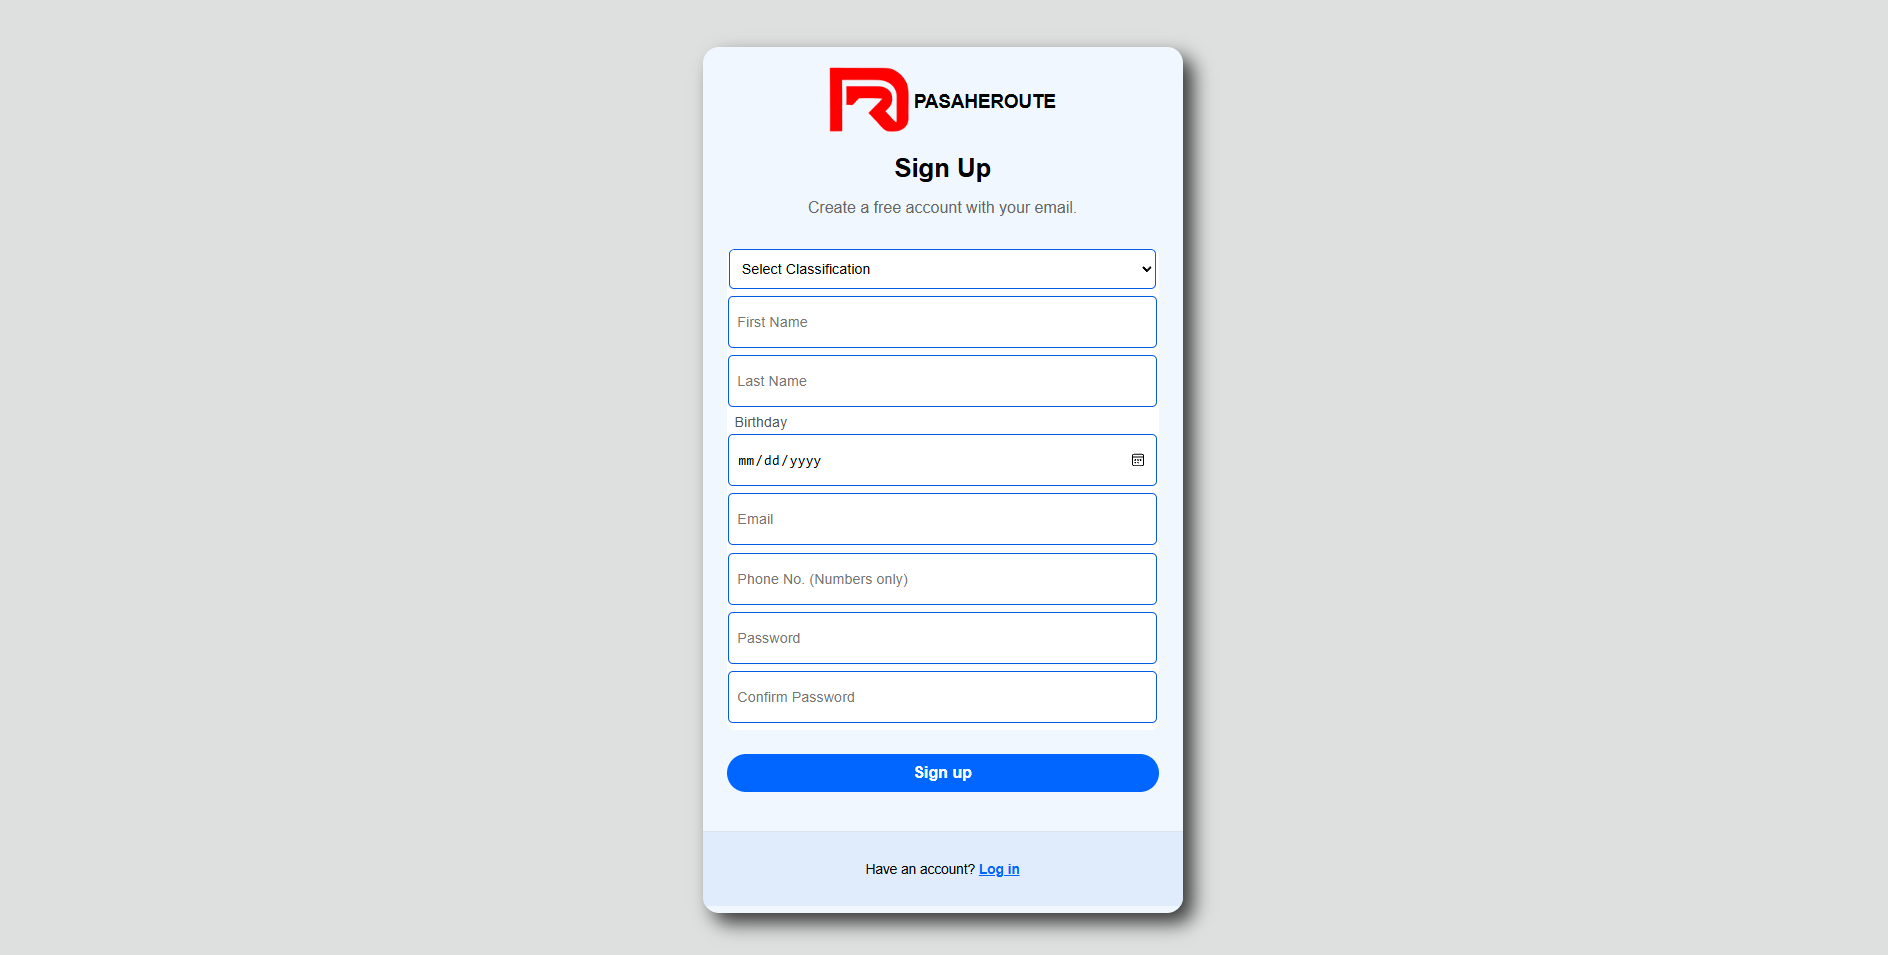 PASAHEROUTE
Sign Up
Create a free account with your email.
Select Classification
First Name
Last Name
Birthday
mm/dd/yyyy
Email
Phone No. (Numbers only)
Password
Confirm Password
Sign up
Have an account? Log in